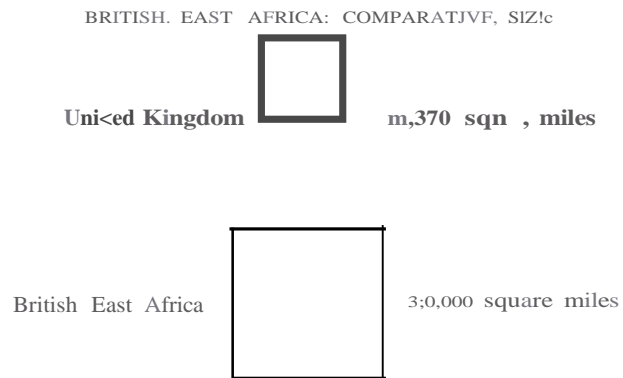 BRITISH. EAST AFRICA: COMPARATJVF, SlZ!c
Uni<ed Kingdom m,370 sqn , miles
British East Africa 3;0,000 square miles